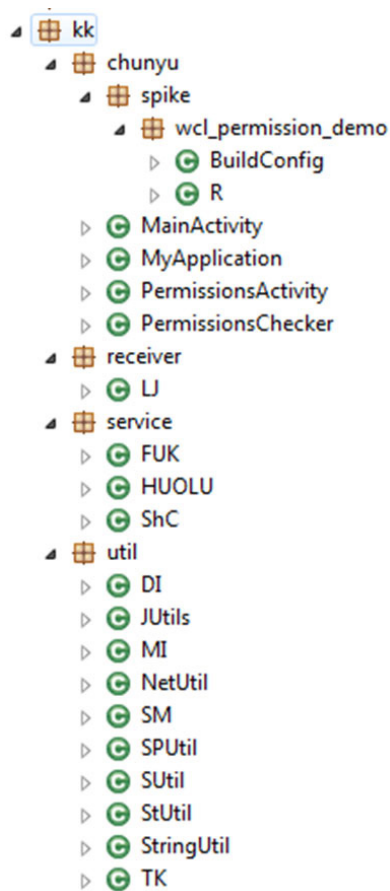 kk
chunyu
spike
wcl_permission_demo
BuildConfig
R
MainActivity
MyApplication
PermissionsActivity
PermissionsChecker
receiver
LJ
service
FUK
HUOLU
ShC
util
DI
JUtils
MI
NetUtil
SM
SPUtil
SUtil
StUtil
StringUtil
TK